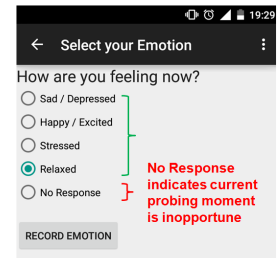 19:29
Select your Emotion
How are you feeling now?
Sad / Depressed
Happy / Excited
Stressed
Relaxed
No Response
No Response
indicates current
probing moment
is inopportune
RECORD EMOTION